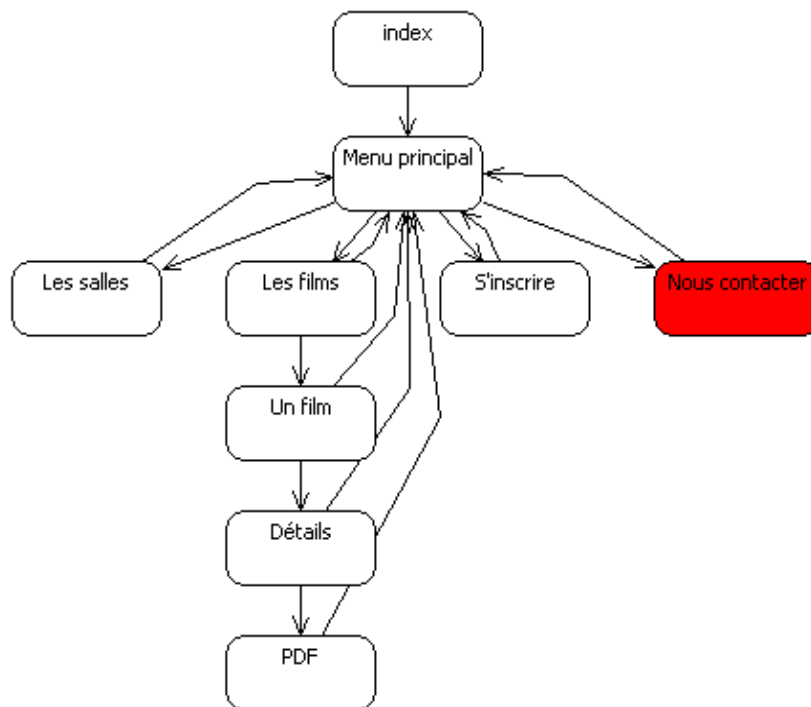 index
Menu principal
Les salles
Les films
S'inscrire
Nous contacter
Un film
Détails
PDF